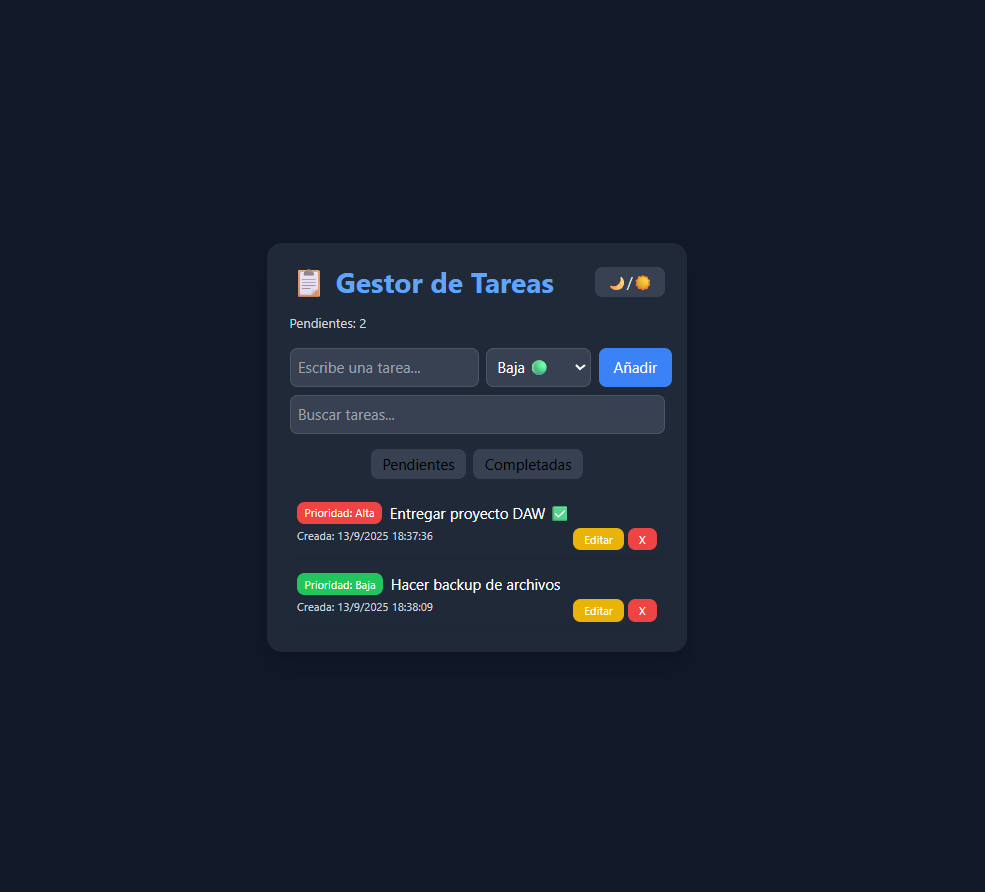 📋 Gestor de Tareas
🌙/☀️
Pendientes: 2
Escribe una tarea...
Baja 🟢
Añadir
Buscar tareas...
Pendientes
Completadas
Prioridad: Alta
Entregar proyecto DAW ✅
Creada: 13/9/2025 18:37:36
Editar
X
Prioridad: Baja
Hacer backup de archivos
Creada: 13/9/2025 18:38:09
Editar
X